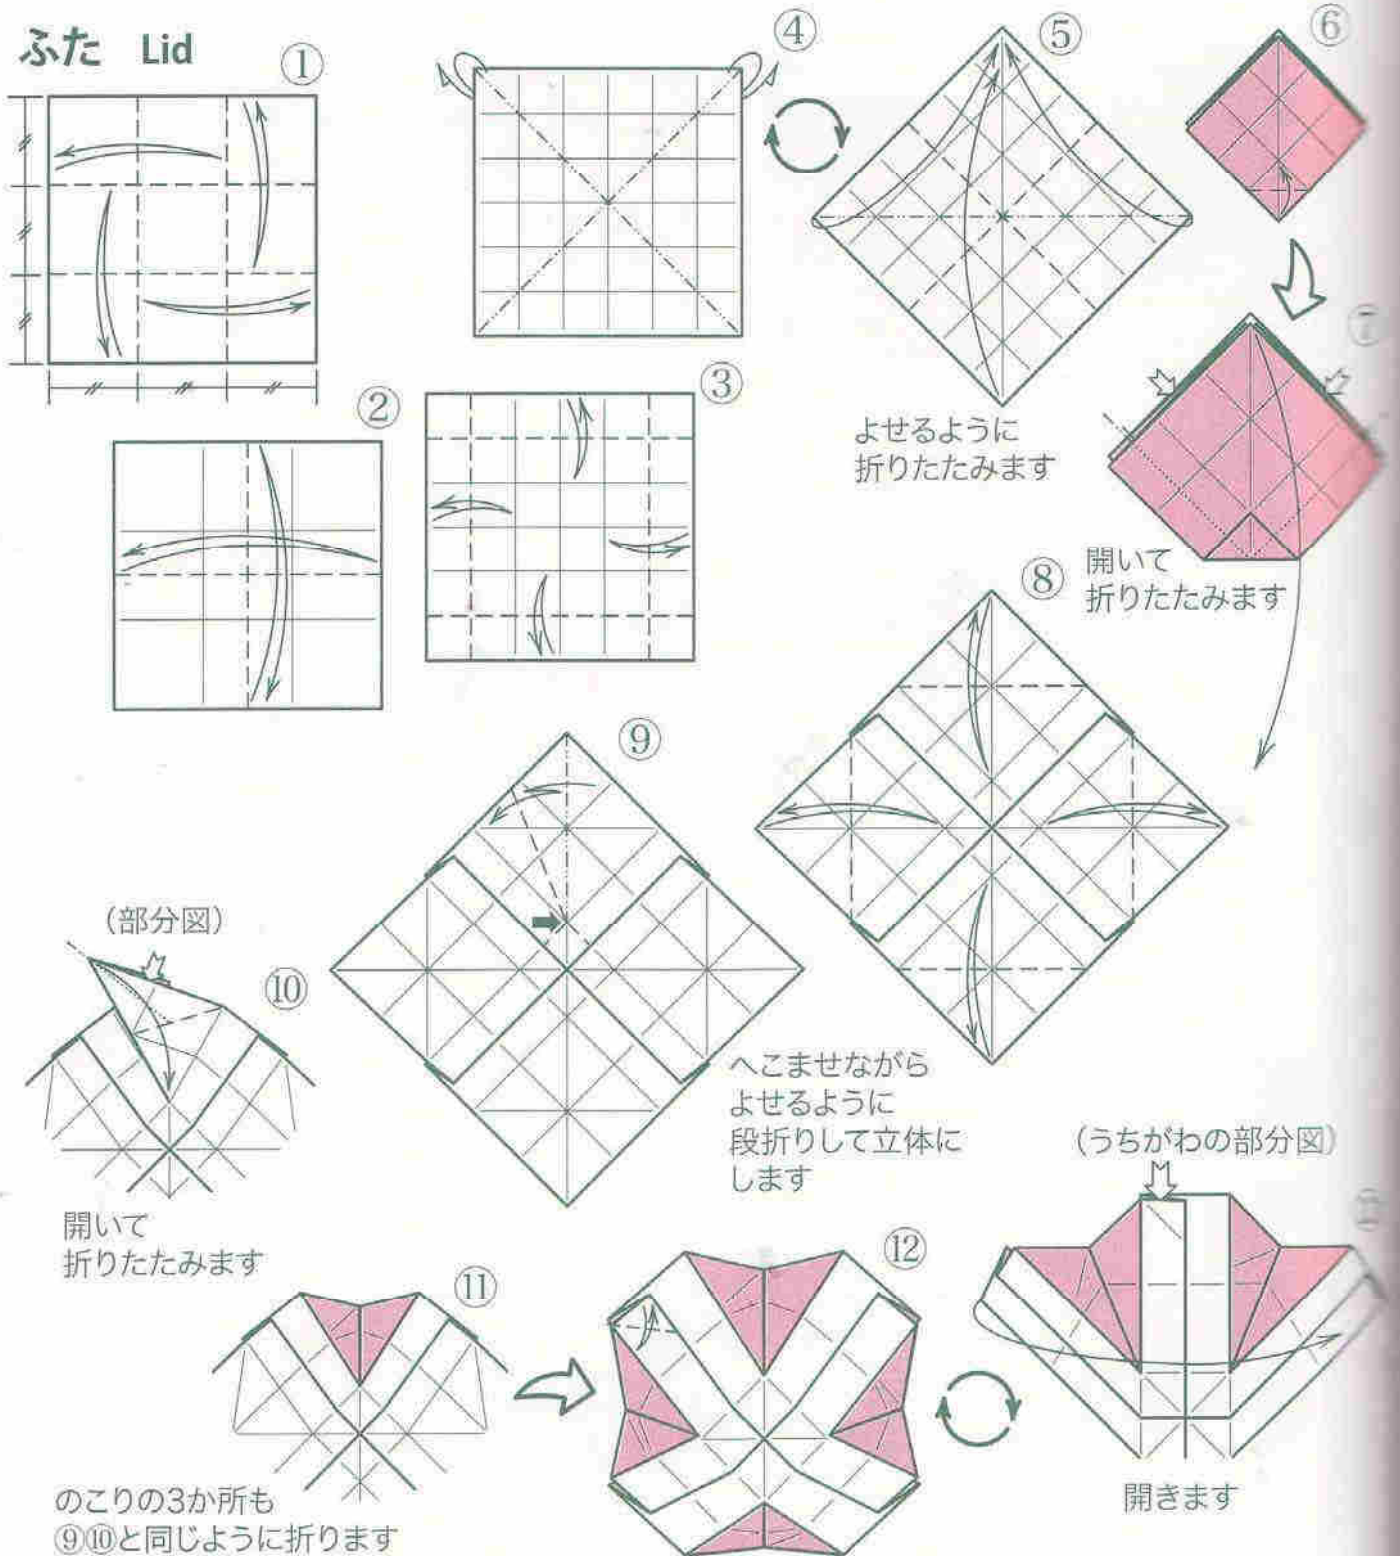 ふた Lid
①
②
③
④
⑤
よせるように
折りたたみます
⑥
⑦
開いて
折りたたみます
⑧
⑨
へこませながら
よせるように
段折りして立体に
します
(部分図)
⑩
開いて
折りたたみます
⑪
のこりの3か所も
⑨⑩と同じように折ります
⑫
(うちがわの部分図)
開きます